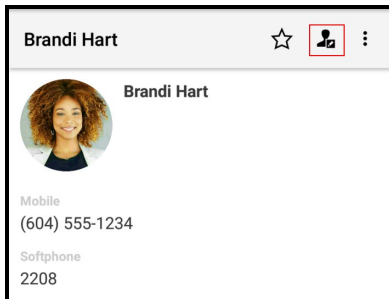 Brandi Hart
Brandi Hart
Mobile
(604) 555-1234
Softphone
2208